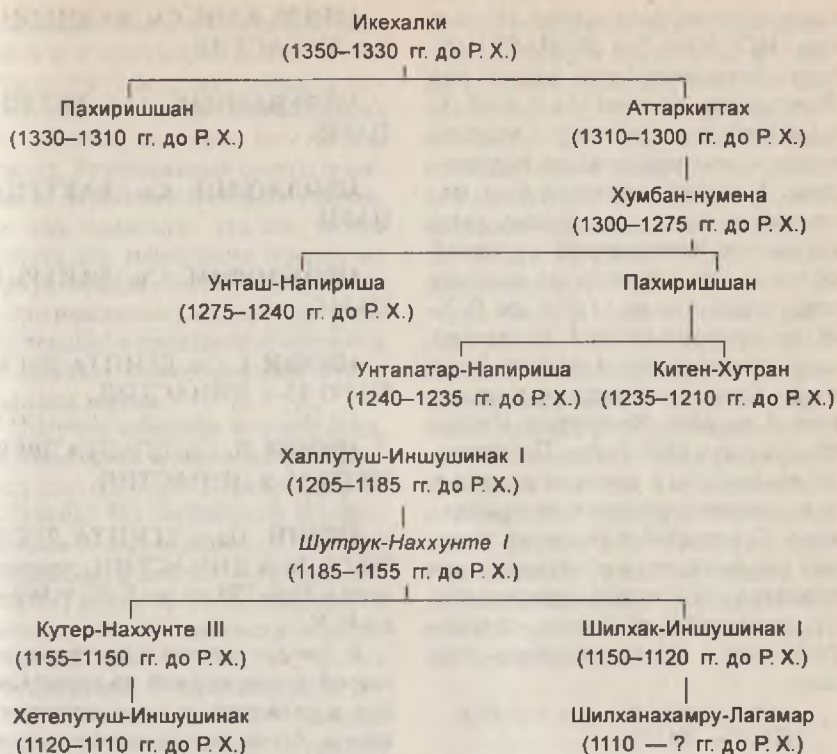 Икехалки
(1350–1330 гг. до Р. Х.)
Пахиришшан Аттаркиттах
(1330–1310 гг. до Р. Х.) (1310–1300 гг. до Р. Х.)
Хумбан-нумена
(1300–1275 гг. до Р. Х.)
Унташ-Напириша Пахиришшан
(1275–1240 гг. до Р. Х.)
Унтапатар-Напириша Китен-Хутран
(1240–1235 гг. до Р. Х.) (1235–1210 гг. до Р. Х.)
Халлутуш-Иншушинак I
(1205–1185 гг. до Р. Х.)
Шутрук-Наххунте I
(1185–1155 гг. до Р. Х.)
Кутер-Наххунте III Шилхак-Иншушинак I
(1155–1150 гг. до Р. Х.) (1150–1120 гг. до Р. Х.)
Хетелутуш-Иншушинак Шилханахамру-Лагамар
(1120–1110 гг. до Р. Х.) (1110 — ? гг. до Р. Х.)